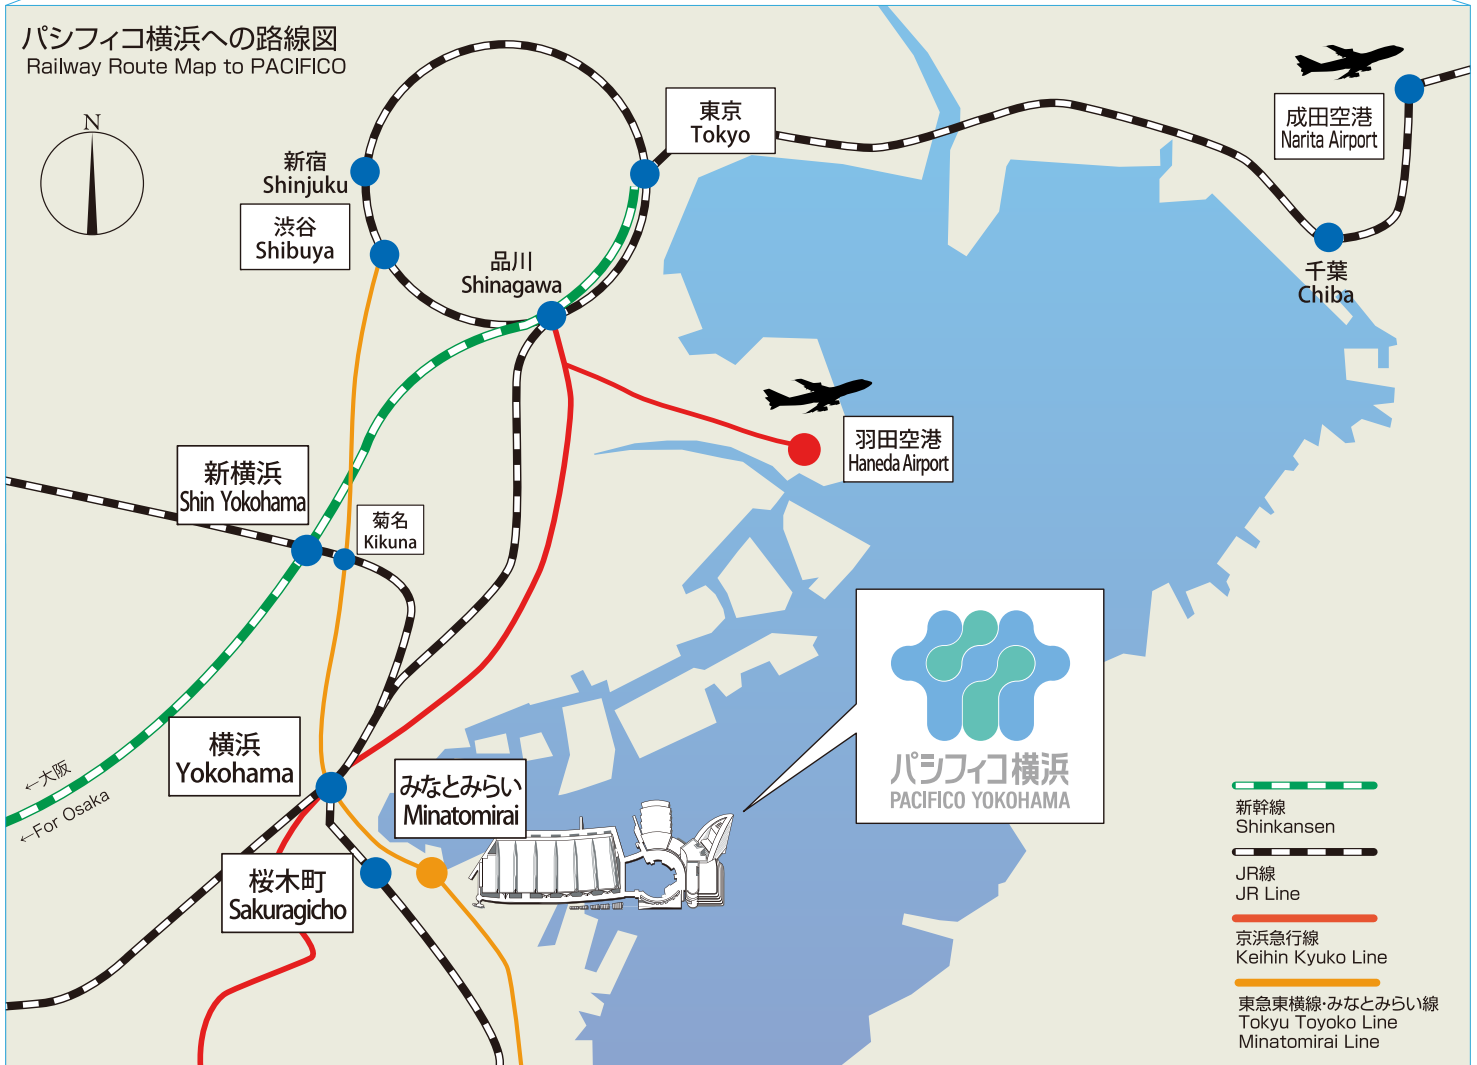 パシフィコ横浜への路線図
Railway Route Map to PACIFICO
N
東京
Tokyo
成田空港
Narita Airport
新宿
Shinjuku
渋谷
Shibuya
品川
Shinagawa
千葉
Chiba
羽田空港
Haneda Airport
新横浜
Shin Yokohama
菊名
Kikuna
横浜
Yokohama
みなとみらい
Minatomirai
パシフィコ横浜
PACIFICO YOKOHAMA
←大阪
←For Osaka
桜木町
Sakuragicho
新幹線
Shinkansen
JR線
JR Line
京浜急行線
Keihin Kyuko Line
東急東横線・みなとみらい線
Tokyu Toyoko Line
Minatomirai Line